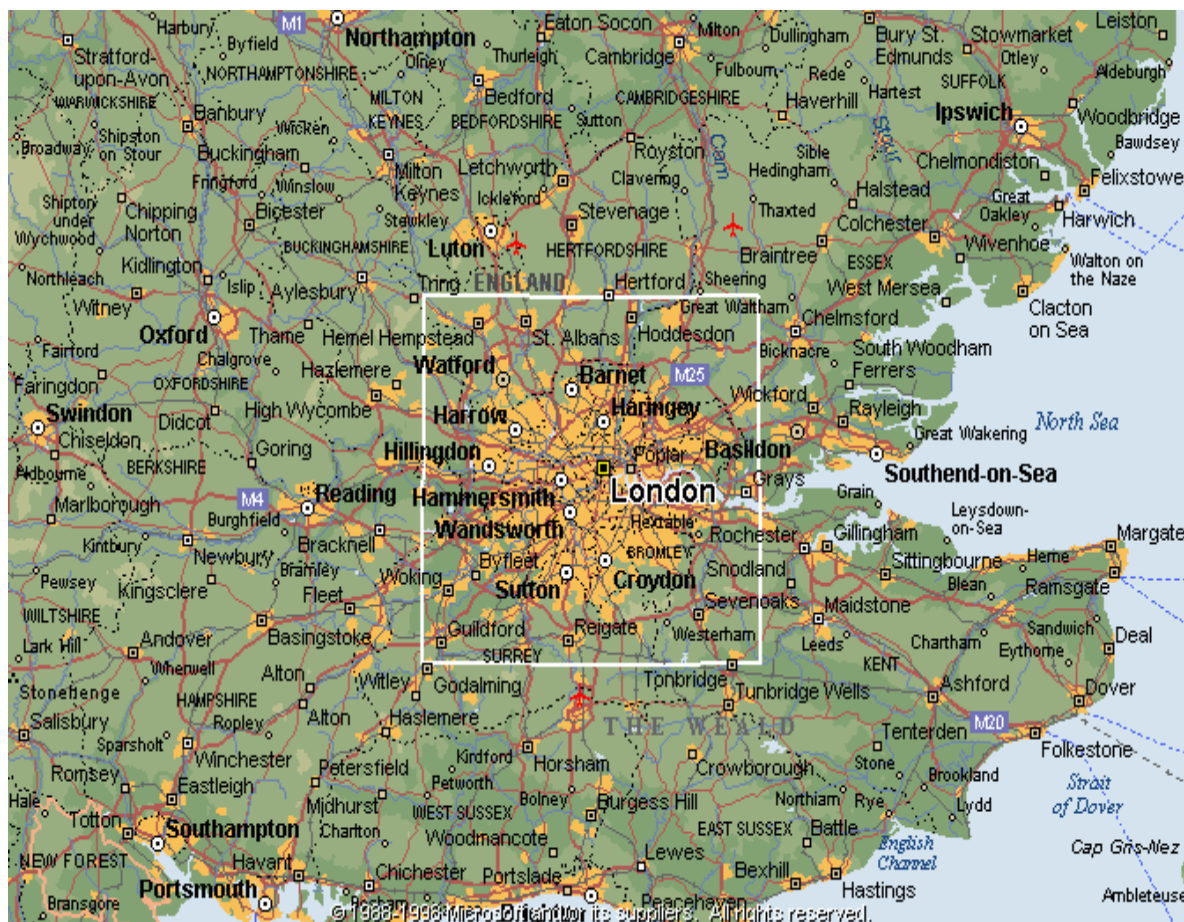 Harbury
M1
Eaton Socon
Milton
Dullingham
Bury St.
Edmunds
Stowmarket
Leiston
Stratford-
upon-Avon
Byfield
Northampton
Thurleigh
Cambridge
Otley
Olney
Fulbourn
Rede
Aldeburgh
NORTHAMPTONSHIRE
SUFFOLK
WARWICKSHIRE
MILTON
KEYNES
Bedford
CAMBRIDGESHIRE
Hartest
Haverhill
Banbury
BEDFORDSHIRE
Sutton
Ipswich
Woodbridge
Shipston
on Stour
Wicken
Broadway
Buckingham
Royston
Cam
Stour
Bawdsey
Letchworth
Sible
Hedingham
Chelmondiston
Milton
Keynes
Fringford
Winslow
Ickleford
Clavering
Halstead
Felixstowe
Shipton
under
Wychwood
Chipping
Norton
Bicester
Stewkley
Stevenage
Thaxted
Great
Oakley
Harwich
Colchester
Luton
BUCKINGHAMSHIRE
HERTFORDSHIRE
Braintree
Wivenhoe
Walton on
the Naze
Northleach
Kidlington
Islip
Aylesbury
Tring
ENGLAND
Hertford
Sheering
ESSEX
Witney
West Mersea
Great Waltham
Clacton
on Sea
Oxford
Thame
Hemel Hempstead
St. Albans
Hoddesdon
Chelmsford
Fairford
Chalgrove
Bicknacre
South Woodham
Ferrers
Faringdon
OXFORDSHIRE
Hazlemere
Watford
Barnet
M25
Wickford
Swindon
Didcot
High Wycombe
Harrow
Haringey
Rayleigh
North Sea
Chiseldon
Goring
Great Wakering
Aldbourne
BERKSHIRE
Hillingdon
Poplar
Basildon
Southend-on-Sea
Marlborough
M4
Reading
Hammersmith
London
Grays
Grain
Burghfield
Wandsworth
Hextable
Leysdown-
on-Sea
Kintbury
Newbury
Bracknell
Rochester
Gillingham
Margate
Byfleet
BROMLEY
Sittingbourne
Herne
Pewsey
Bramley
Woking
Croydon
Snodland
Blean
Ramsgate
Kingsclere
Sutton
WILTSHIRE
Fleet
Sevenoaks
Maidstone
Basingstoke
Guildford
Reigate
Westerham
Sandwich
Lark Hill
Andover
Leeds
Chartham
Deal
SURREY
Eythorne
Wherwell
Alton
Witley
Godalming
Tonbridge
KENT
Stonehenge
HAMPSHIRE
Tunbridge Wells
Ashford
Dover
Salisbury
Ropley
Alton
Haslemere
THE WEALD
M20
Tenterden
Sparsholt
Winchester
Kirdford
Folkestone
Romsey
Petersfield
Horsham
Crowborough
Stone
Hale
Eastleigh
Petworth
Brookland
Strait
of Dover
Midhurst
Bolney
Northiam
Rye
Lydd
Totton
Southampton
WEST SUSSEX
Burgess Hill
Charlton
EAST SUSSEX
Battle
Woodmancote
English
Channel
Cap Gris-Nez
NEW FOREST
Havant
Lewes
Chichester
Portslade
Bexhill
Hastings
Portsmouth
Peacehaven
Ambleteuse
Bransgore
Bosham
© 1988-1998 Microsoft and/or its suppliers. All rights reserved.